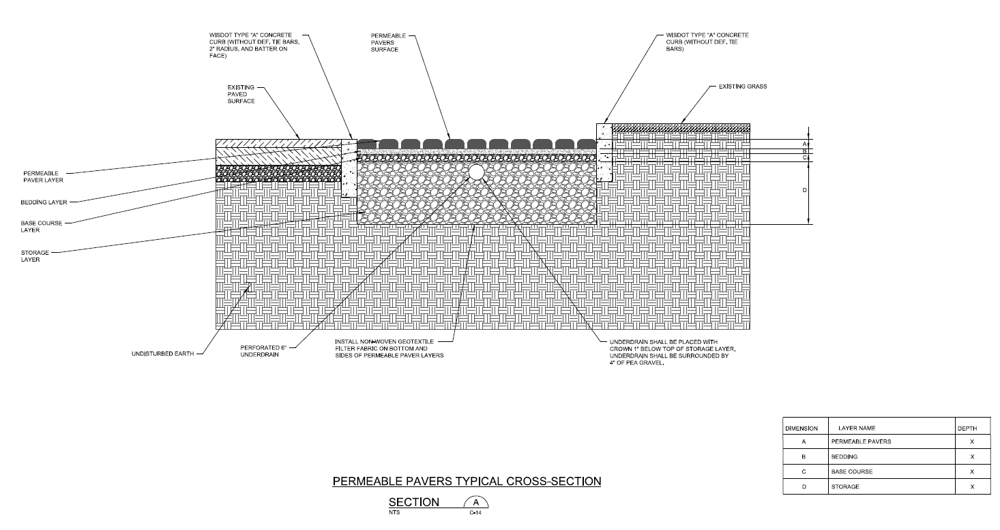 WISDOT TYPE "A" CONCRETE
CURB (WITHOUT DEF. TIE BARS,
2" RADIUS, AND BATTER ON
FACE)
PERMEABLE
PAVERS
SURFACE
WISDOT TYPE "A" CONCRETE
CURB (WITHOUT DEF. TIE
BARS)
EXISTING
PAVED
SURFACE
EXISTING GRASS
A
B
C
D
PERMEABLE
PAVER LAYER
BEDDING LAYER
BASE COURSE
LAYER
STORAGE
LAYER
UNDISTURBED EARTH
PERFORATED 6"
UNDERDRAIN
INSTALL NON-WOVEN GEOTEXTILE
FILTER FABRIC ON BOTTOM AND
SIDES OF PERMEABLE PAVER LAYERS
UNDERDRAIN SHALL BE PLACED WITH
CROWN 1" BELOW TOP OF STORAGE LAYER.
UNDERDRAIN SHALL BE SURROUNDED BY
4" OF PEA GRAVEL.
DIMENSION LAYER NAME DEPTH
A PERMEABLE PAVERS X
B BEDDING X
C BASE COURSE X
D STORAGE X
PERMEABLE PAVERS TYPICAL CROSS-SECTION
SECTION A
NTS C-14